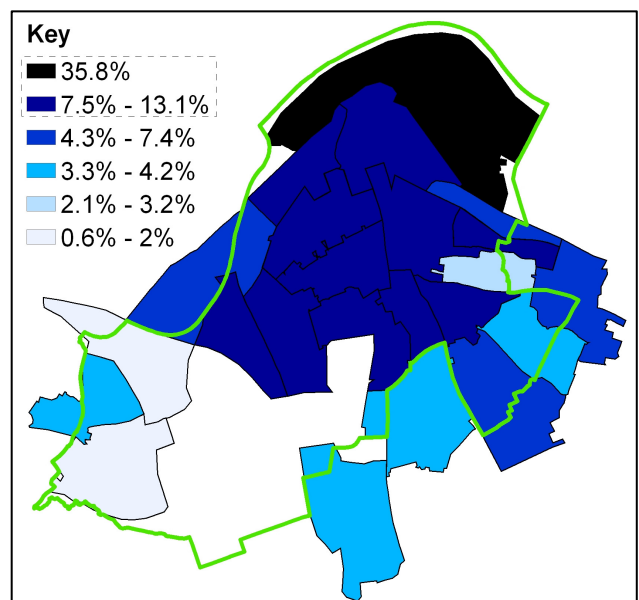 Key
35.8%
7.5% - 13.1%
4.3% - 7.4%
3.3% - 4.2%
2.1% - 3.2%
0.6% - 2%